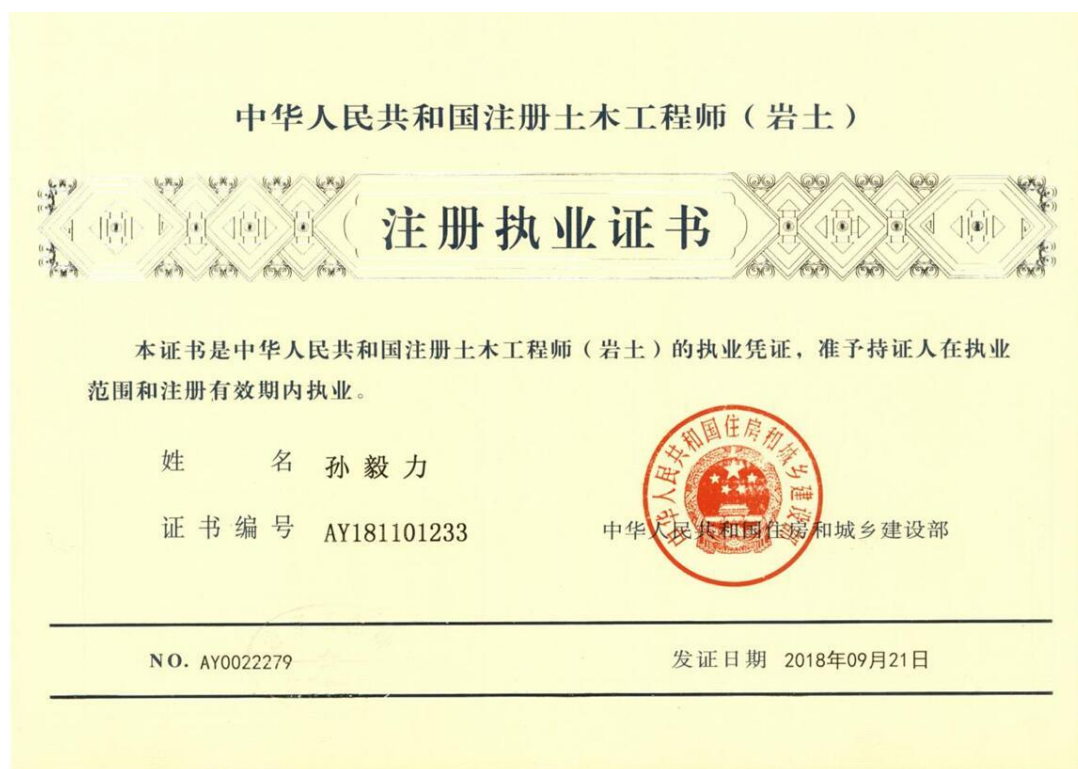 中华人民共和国注册土木工程师（岩土）
注册执业证书
本证书是中华人民共和国注册土木工程师（岩土）的执业凭证，准予持证人在执业
范围和注册有效期内执业。
姓 名 孙毅力
证书编号 AY181101233
中华人民共和国住房和城乡建设部
中华人民共和国住房和城乡建设部
NO. AY0022279
发证日期 2018年09月21日